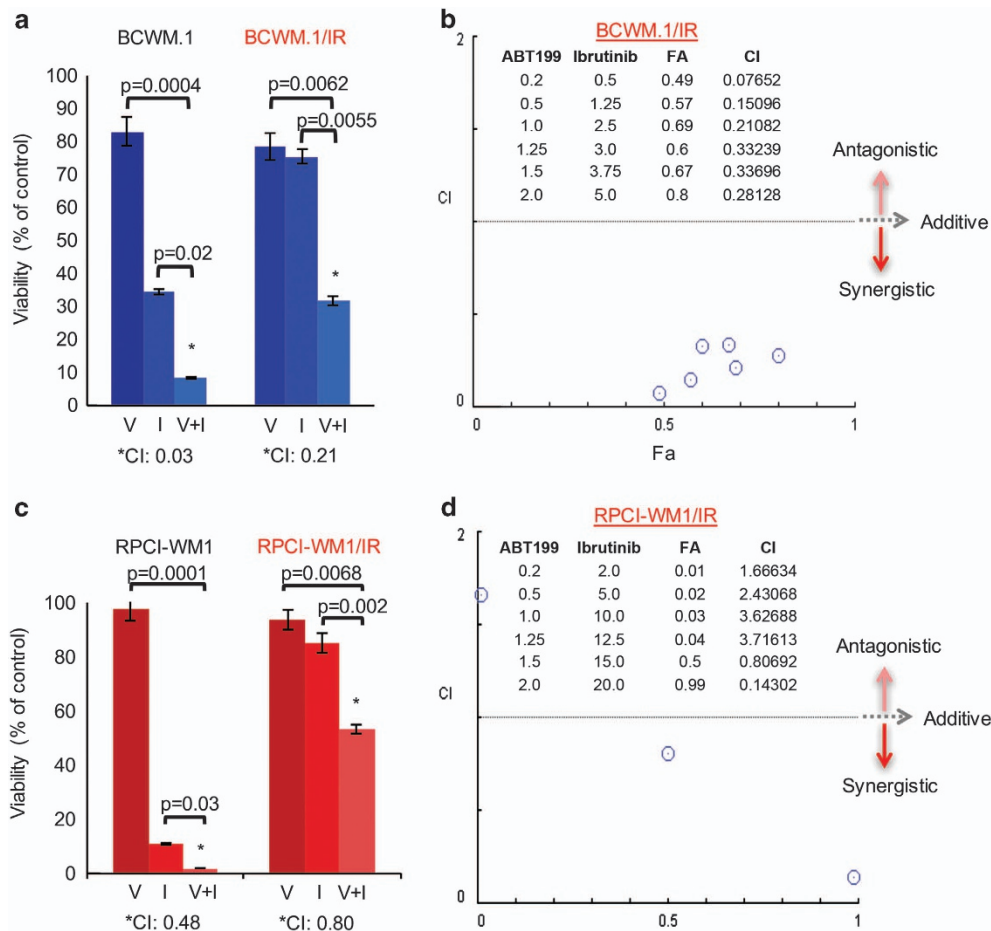 a
BCWM.1 BCWM.1/IR
Viability (% of control)
100
90
80
70
60
50
40
30
20
10
0
p=0.0004
p=0.02
*
p=0.0062
p=0.0055
*
V I V+I V I V+I
*CI: 0.03 *CI: 0.21
b
BCWM.1/IR
ABT199 Ibrutinib FA CI
0.2 0.5 0.49 0.07652
0.5 1.25 0.57 0.15096
1.0 2.5 0.69 0.21082
1.25 3.0 0.6 0.33239
1.5 3.75 0.67 0.33696
2.0 5.0 0.8 0.28128
2
CI
0
Antagonistic
Additive
Synergistic
0 0.5 1
Fa
c
RPCI-WM1 RPCI-WM1/IR
Viability (% of control)
100
80
60
40
20
0
p=0.0001
p=0.03
*
p=0.0068
p=0.002
*
V I V+I V I V+I
*CI: 0.48 *CI: 0.80
d
RPCI-WM1/IR
ABT199 Ibrutinib FA CI
0.2 2.0 0.01 1.66634
0.5 5.0 0.02 2.43068
1.0 10.0 0.03 3.62688
1.25 12.5 0.04 3.71613
1.5 15.0 0.5 0.80692
2.0 20.0 0.99 0.14302
2
CI
0
Antagonistic
Additive
Synergistic
0 0.5 1